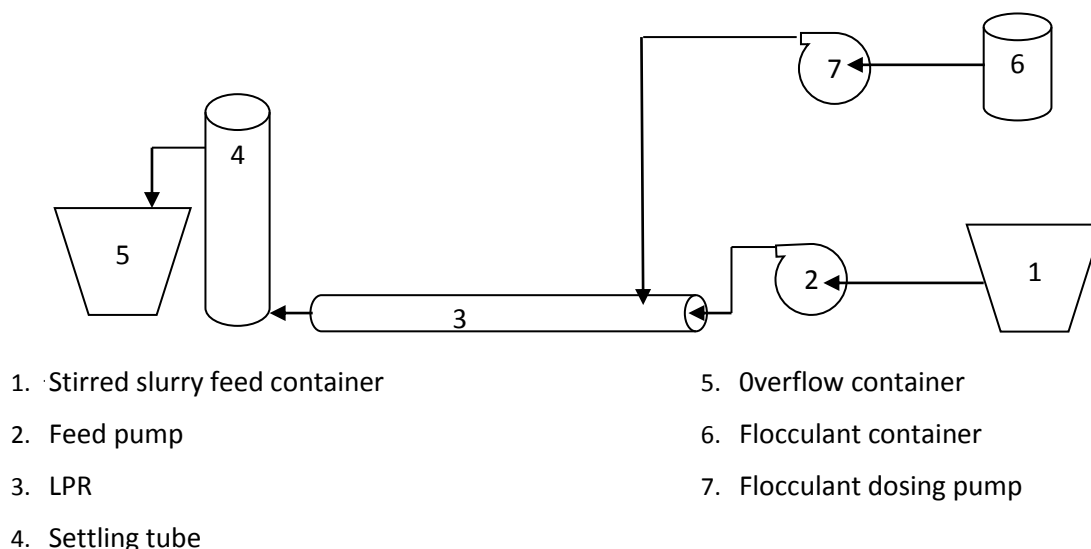 7
6
4
5
2
1
3
1. Stirred slurry feed container
2. Feed pump
3. LPR
4. Settling tube
5. 0verflow container
6. Flocculant container
7. Flocculant dosing pump